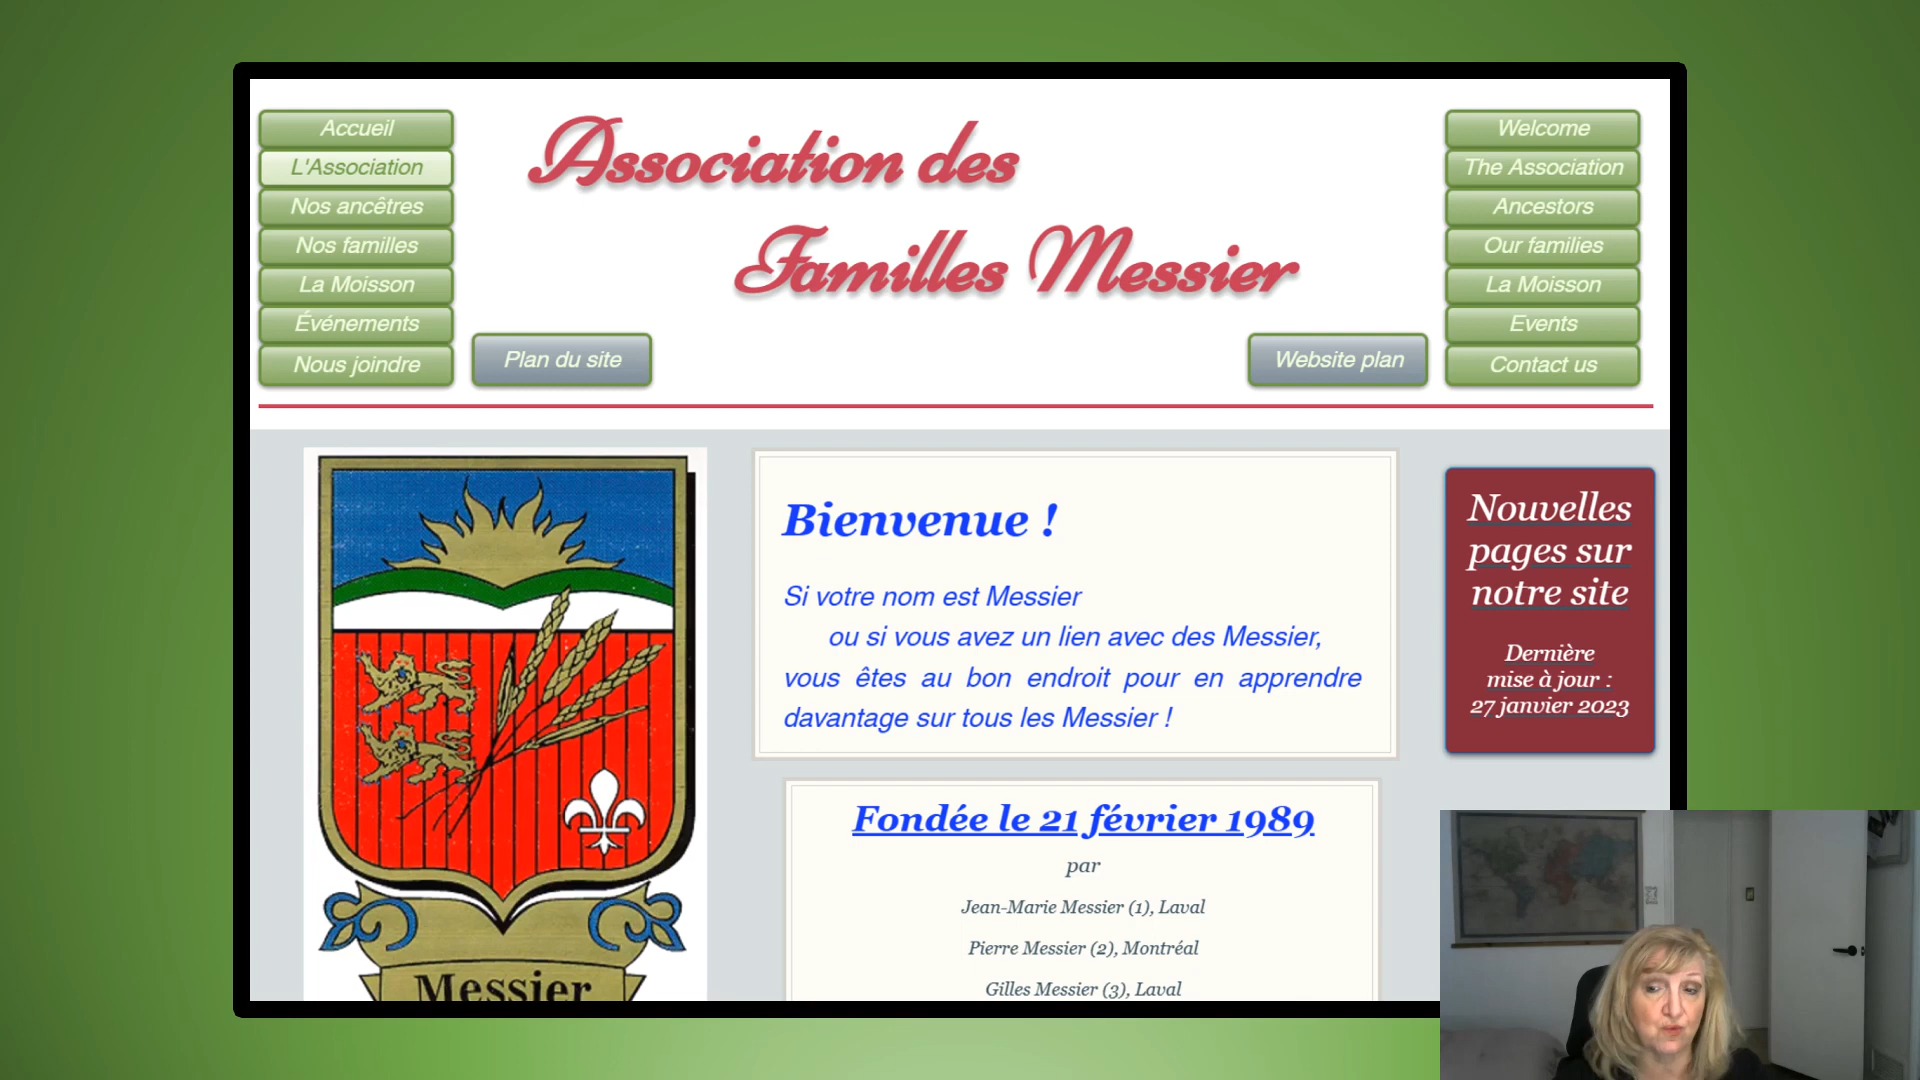 Association des
Familles Messier
Accueil
L'Association
Nos ancêtres
Nos familles
La Moisson
Événements
Nous joindre
Plan du site
Website plan
Welcome
The Association
Ancestors
Our families
La Moisson
Events
Contact us
Messier
Bienvenue !
Si votre nom est Messier
ou si vous avez un lien avec des Messier,
vous êtes au bon endroit pour en apprendre
davantage sur tous les Messier !
Fondée le 21 février 1989
par
Jean-Marie Messier (1), Laval
Pierre Messier (2), Montréal
Gilles Messier (3), Laval
Nouvelles
pages sur
notre site
Dernière
mise à jour :
27 janvier 2023